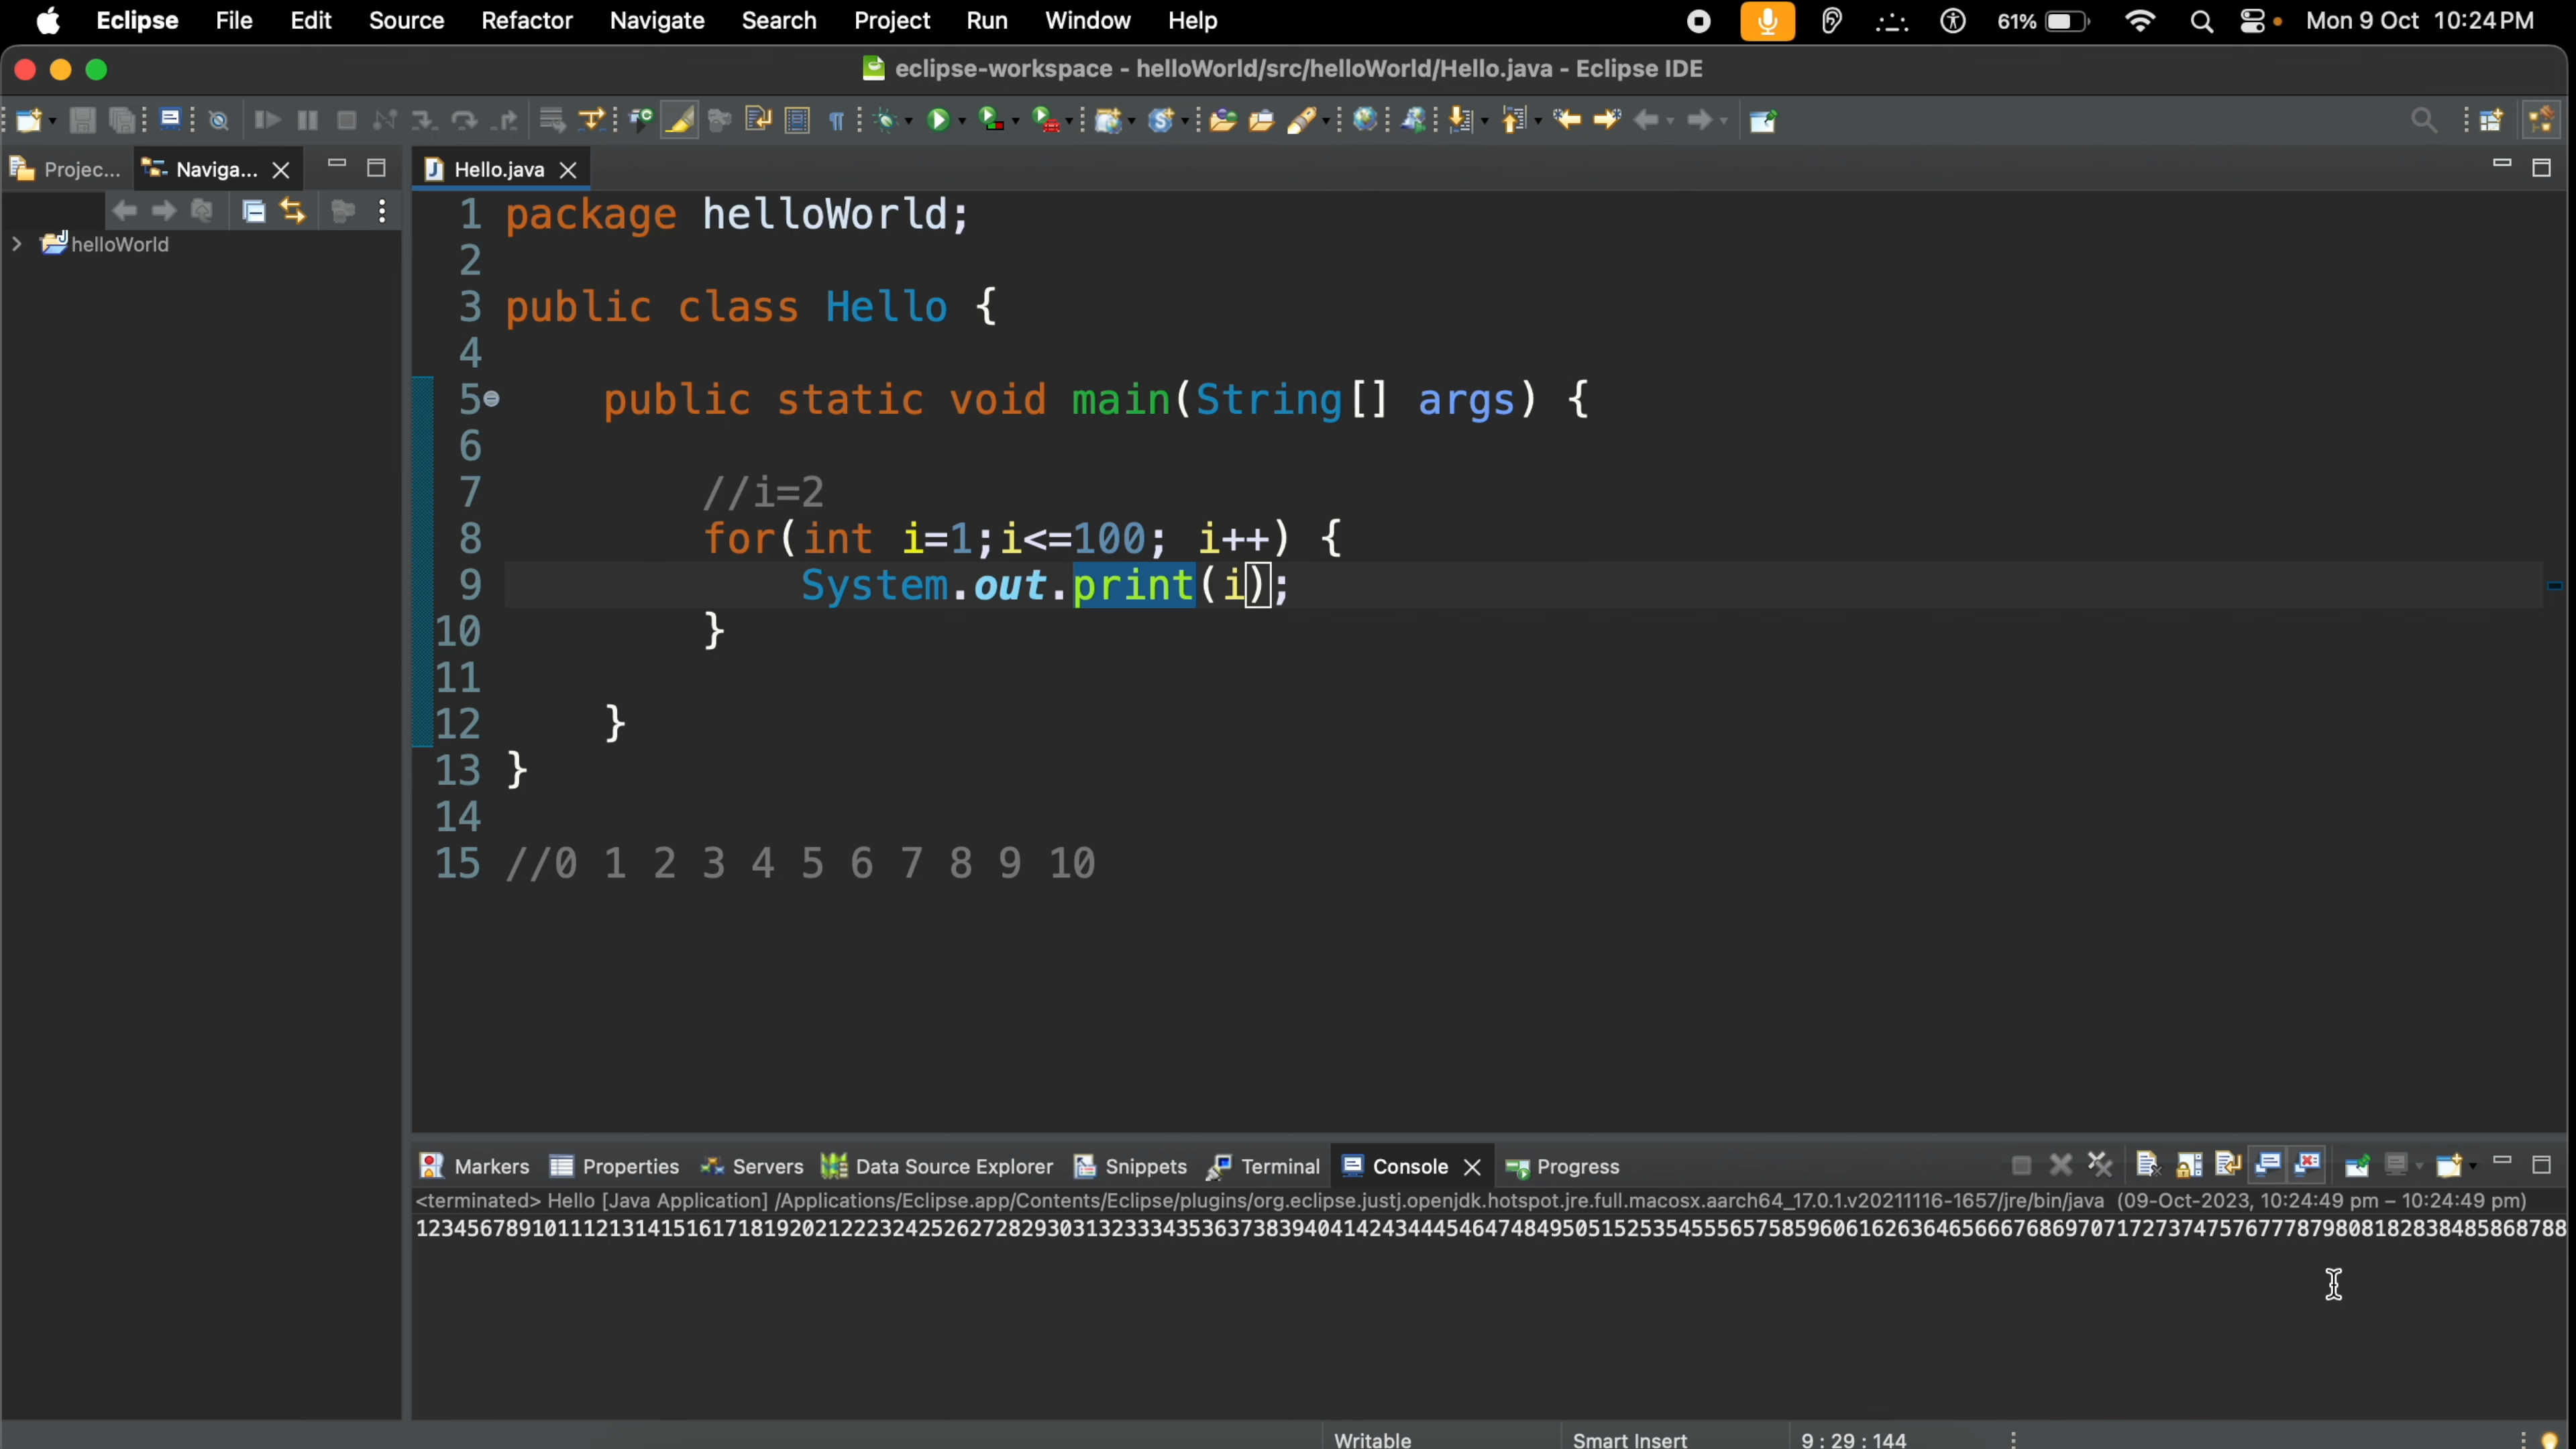 Eclipse File Edit Source Refactor Navigate Search Project Run Window Help 61% Mon 9 Oct 10:24 PM
eclipse-workspace - helloWorld/src/helloWorld/Hello.java - Eclipse IDE
Projec... Naviga... Hello.java
helloWorld
1 package helloWorld;
2
3 public class Hello {
4
5 public static void main(String[] args) {
6
7 //i=2
8 for(int i=1;i<=100; i++) {
9 System.out.print(i);
10 }
11
12 }
13 }
14
15 //0 1 2 3 4 5 6 7 8 9 10
Markers Properties Servers Data Source Explorer Snippets Terminal Console Progress
<terminated> Hello [Java Application] /Applications/Eclipse.app/Contents/Eclipse/plugins/org.eclipse.justj.openjdk.hotspot.jre.full.macosx.aarch64_17.0.1.v20211116-1657/jre/bin/java (09-Oct-2023, 10:24:49 pm – 10:24:49 pm)
1234567891011121314151617181920212223242526272829303132333435363738394041424344454647484950515253545556575859606162636465666768697071727374757677787980818283848586878​8
Writable Smart Insert 9 : 29 : 144